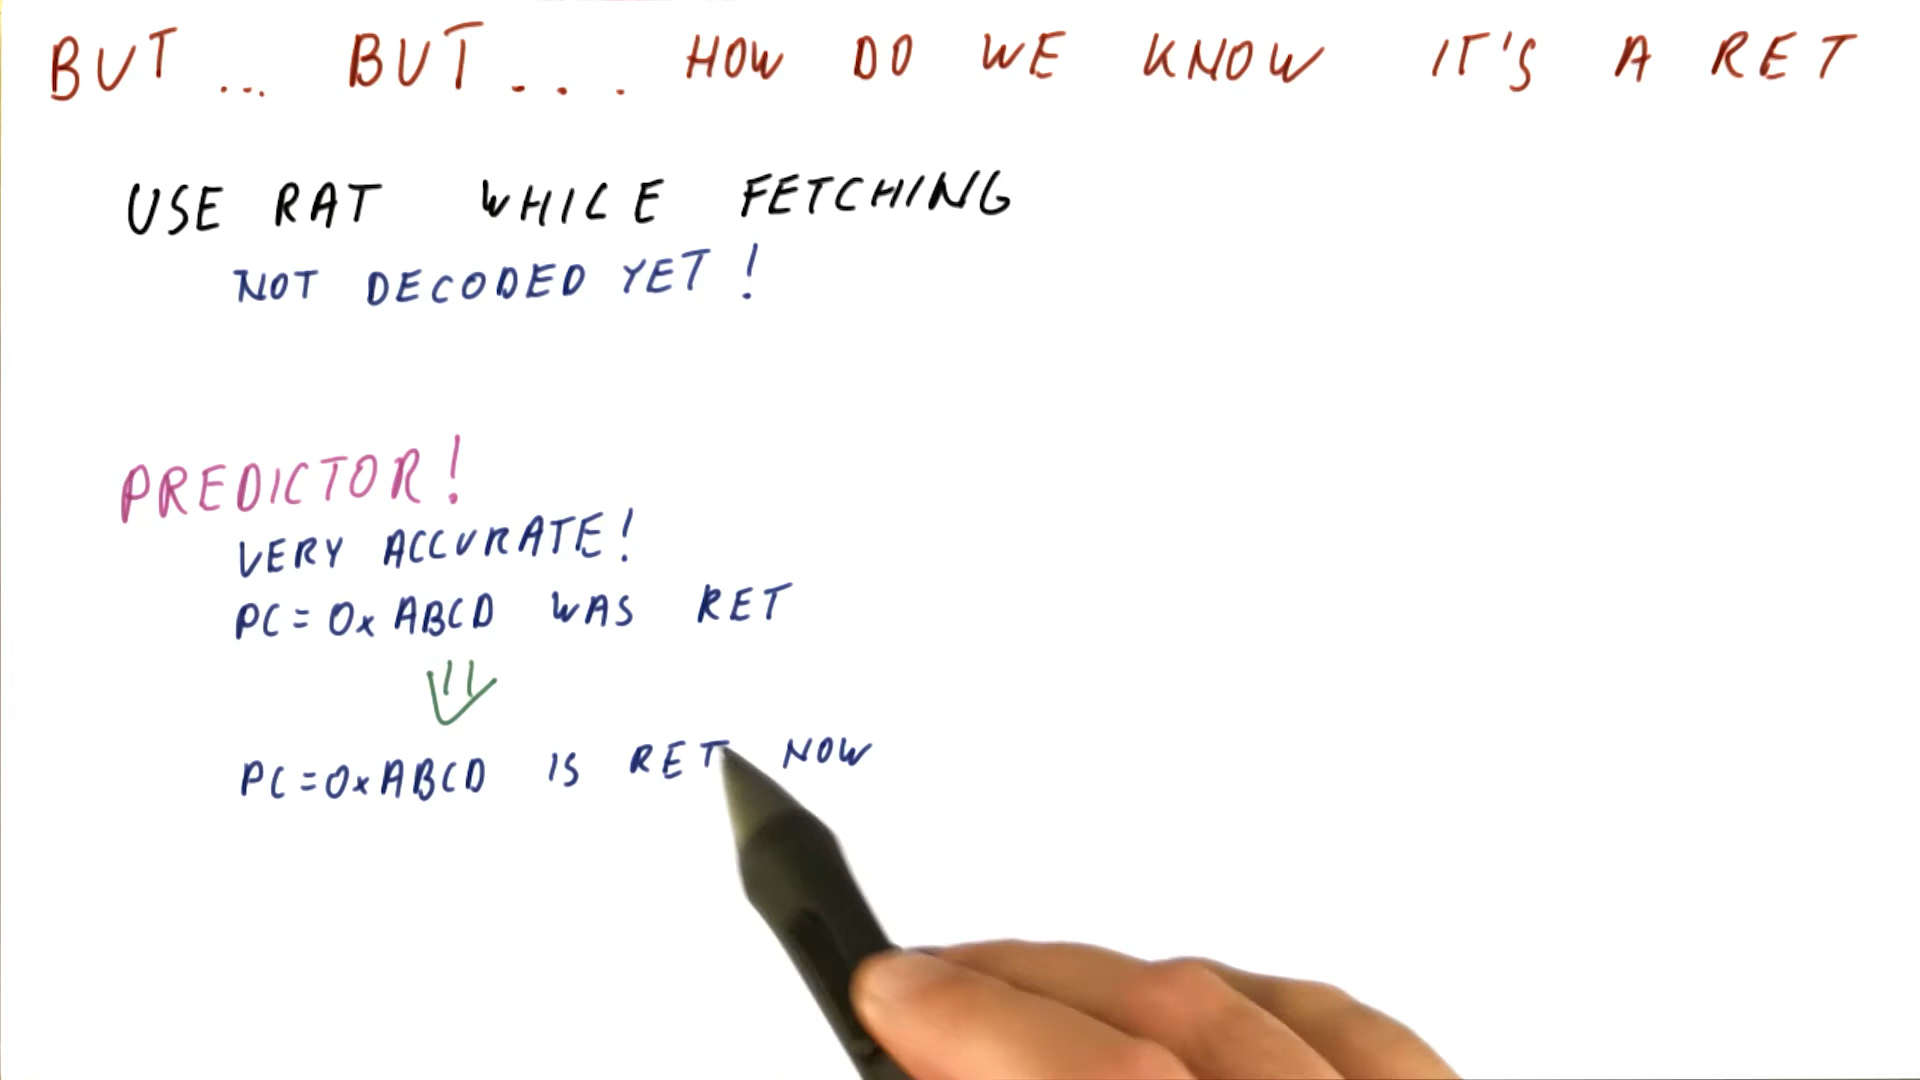 BUT... BUT... HOW DO WE KNOW IT'S A RET
USE RAT WHILE FETCHING
NOT DECODED YET!
PREDICTOR!
VERY ACCURATE!
PC=0xABCD WAS RET
PC=0xABCD IS RET NOW